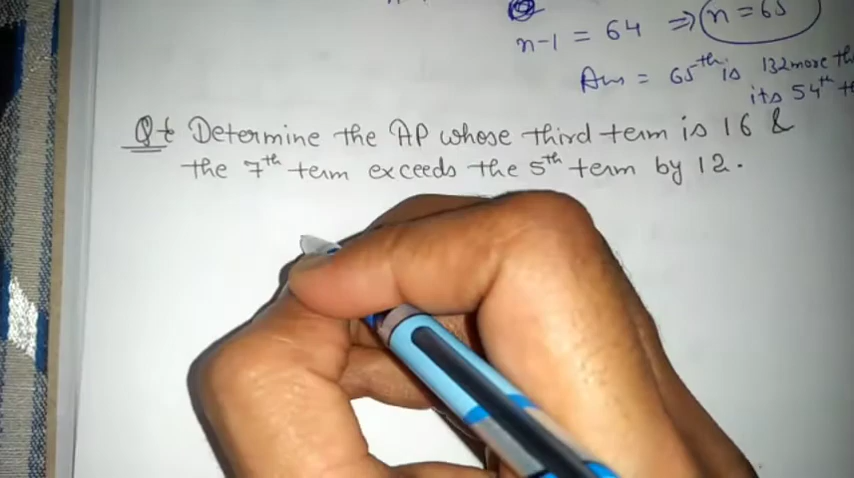 n-1 = 64 ⇒ n = 65
Ans = 65th is 132 more
its 54th
Q Determine the AP whose third term is 16 &
the 7th term exceeds the 5th term by 12.